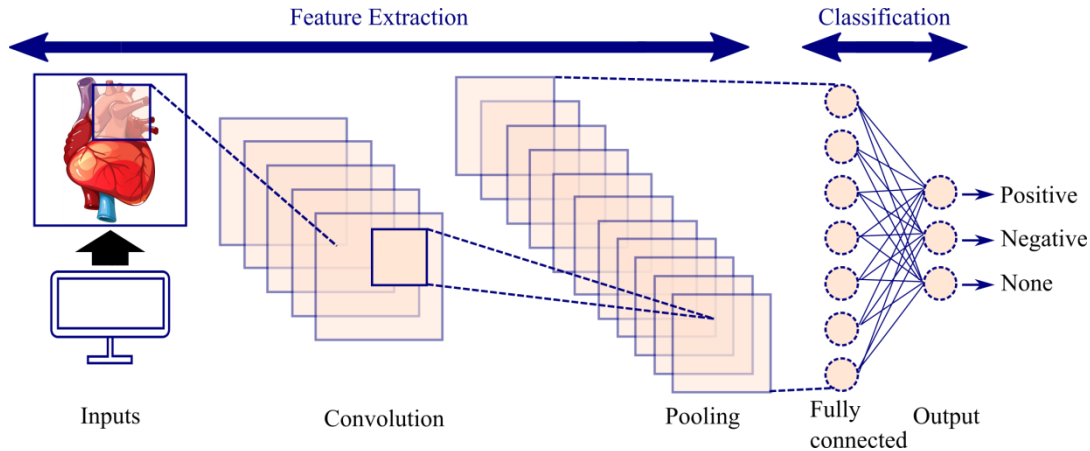 Feature Extraction
Classification
Positive
Negative
None
Inputs
Convolution
Pooling
Fully
connected
Output